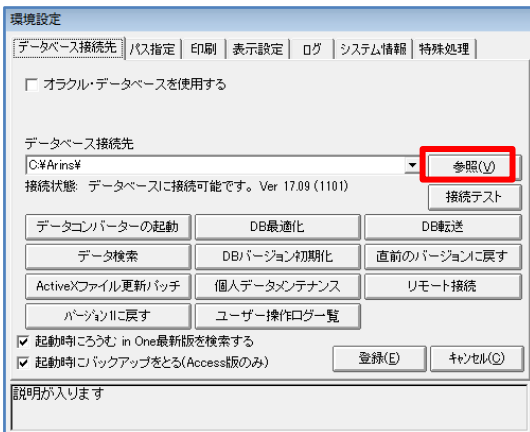 環境設定
データベース接続先 パス指定 印刷 表示設定 ログ システム情報 特殊処理
オラクル・データベースを使用する
データベース接続先
C:¥Arins¥ 参照(V)
接続状態: データベースに接続可能です。 Ver 17.09 (1101)
接続テスト
データコンバーターの起動 DB最適化 DB転送
データ検索 DBバージョン初期化 直前のバージョンに戻す
ActiveXファイル更新パッチ 個人データメンテナンス リモート接続
バージョンIIに戻す ユーザー操作ログ一覧
起動時にろうむ in One最新版を検索する
起動時にバックアップをとる(Access版のみ) 登録(E) キャンセル(C)
説明が入ります